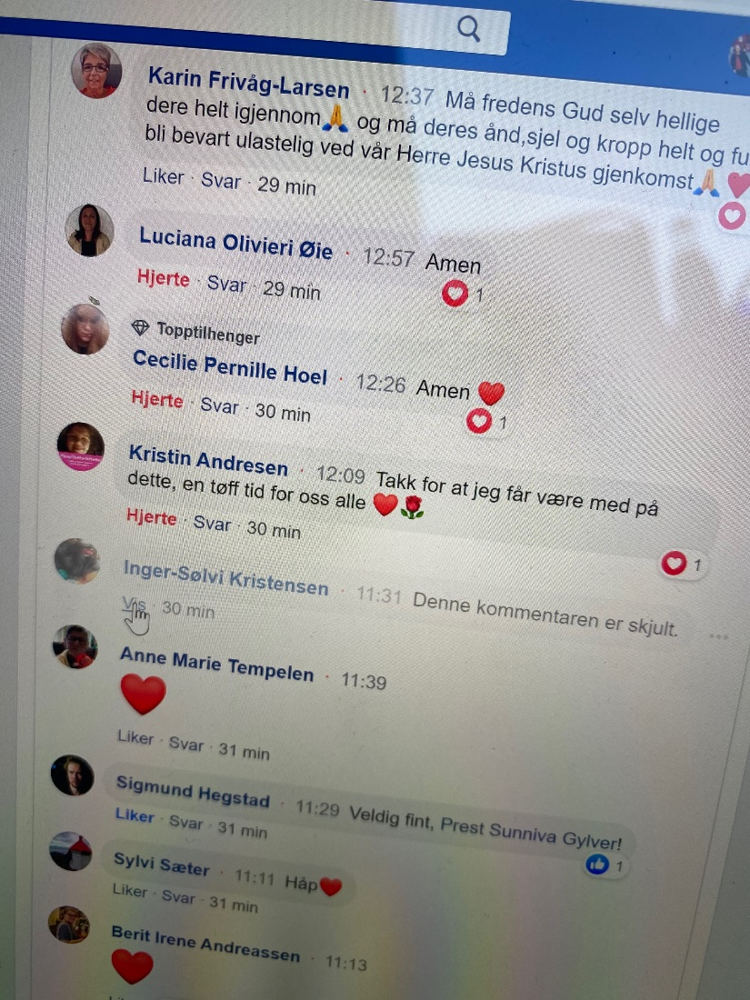 Karin Frivåg-Larsen · 12:37 Må fredens Gud selv hellige
dere helt igjennom🙏 og må deres ånd,sjel og kropp helt og fu
bli bevart ulastelig ved vår Herre Jesus Kristus gjenkomst🙏❤️
Liker · Svar · 29 min
Luciana Olivieri Øie · 12:57 Amen
Hjerte · Svar · 29 min 1
Topptilhenger
Cecilie Pernille Hoel · 12:26 Amen ❤️
Hjerte · Svar · 30 min 1
Kristin Andresen · 12:09 Takk for at jeg får være med på
dette, en tøff tid for oss alle ❤️🌹
Hjerte · Svar · 30 min 1
Inger-Sølvi Kristensen · 11:31 Denne kommentaren er skjult.
Vis · 30 min
Anne Marie Tempelen · 11:39
❤️
Liker · Svar · 31 min
Sigmund Hegstad · 11:29 Veldig fint, Prest Sunniva Gylver!
Liker · Svar · 31 min 1
Sylvi Sæter · 11:11 Håp❤️
Liker · Svar · 31 min
Berit Irene Andreassen · 11:13
❤️